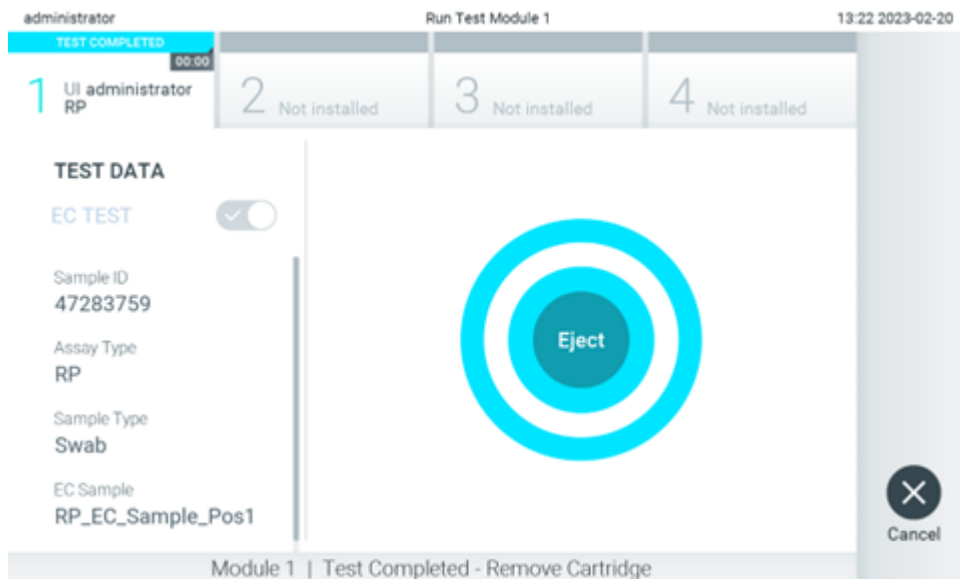 administrator Run Test Module 1 13:22 2023-02-20
TEST COMPLETED
00:00
1 UI administrator
RP
2 Not installed
3 Not installed
4 Not installed
TEST DATA
EC TEST
Sample ID
47283759
Assay Type
RP
Sample Type
Swab
EC Sample
RP_EC_Sample_Pos1
Eject
Cancel
Module 1 | Test Completed - Remove Cartridge